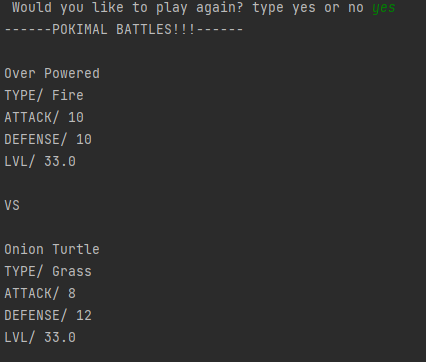 Would you like to play again? type yes or no yes
------POKIMAL BATTLES!!!------
Over Powered
TYPE/ Fire
ATTACK/ 10
DEFENSE/ 10
LVL/ 33.0
VS
Onion Turtle
TYPE/ Grass
ATTACK/ 8
DEFENSE/ 12
LVL/ 33.0